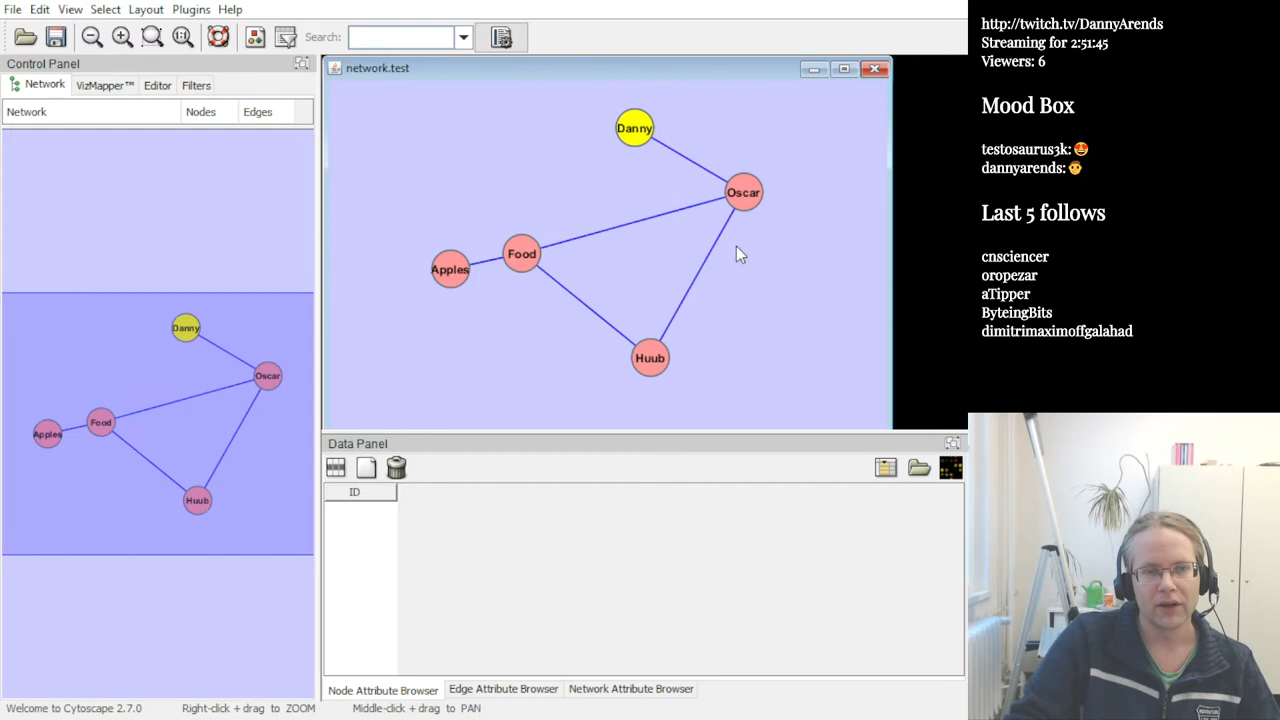 File Edit View Select Layout Plugins Help
Search:
Control Panel
Network VizMapper™ Editor Filters
Network Nodes Edges
Danny
Oscar
Food
Apples
Huub
network.test
Danny
Oscar
Food
Apples
Huub
Data Panel
ID
Node Attribute Browser Edge Attribute Browser Network Attribute Browser
Welcome to Cytoscape 2.7.0 Right-click + drag to ZOOM Middle-click + drag to PAN
http://twitch.tv/DannyArends
Streaming for 2:51:45
Viewers: 6
Mood Box
testosaurus3k: 😍
dannyarends: 👨
Last 5 follows
cnsciencer
oropezar
aTipper
ByteingBits
dimitrimaximoffgalahad